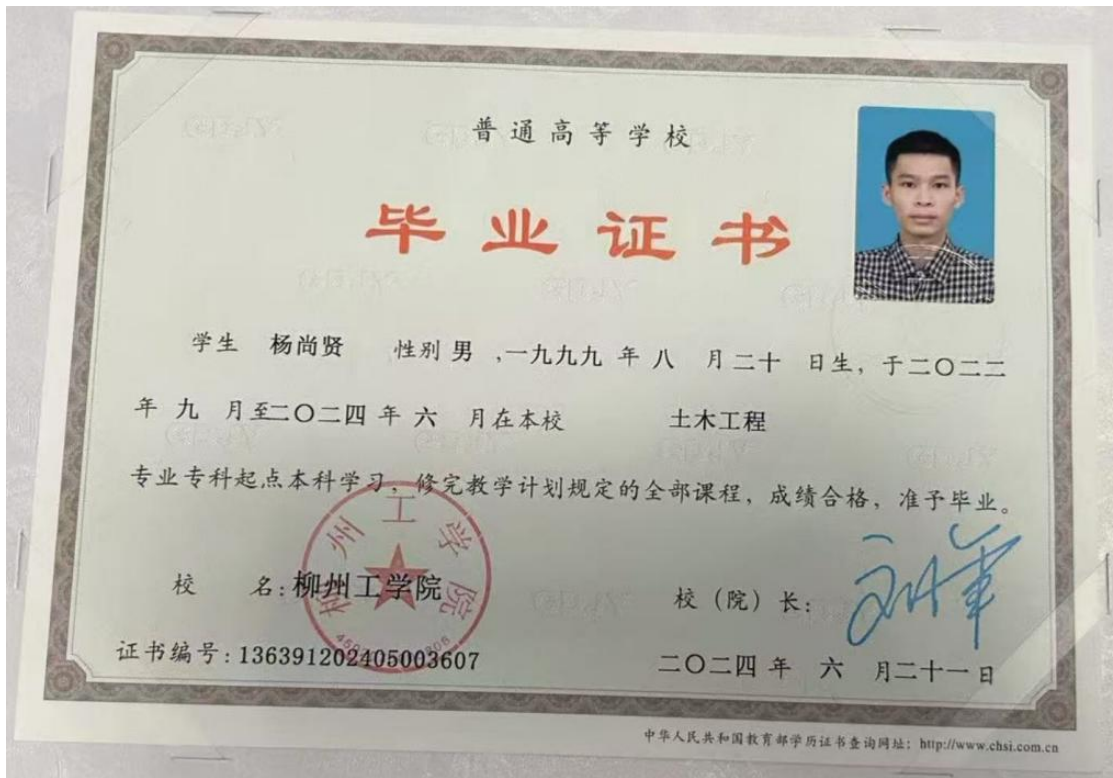 普通高等学校
毕业证书
学生 杨尚贤 性别 男 ,一九九九 年 八 月 二十 日生, 于二〇二二
年 九 月至二〇二四 年 六 月在本校 土木工程
专业专科起点本科学习, 修完教学计划规定的全部课程, 成绩合格, 准予毕业。
柳州工学院
校 名: 柳州工学院
校 (院) 长:
证书编号: 136391202405003607
二〇二四 年 六 月二十一日
中华人民共和国教育部学历证书查询网址: http://www.chsi.com.cn